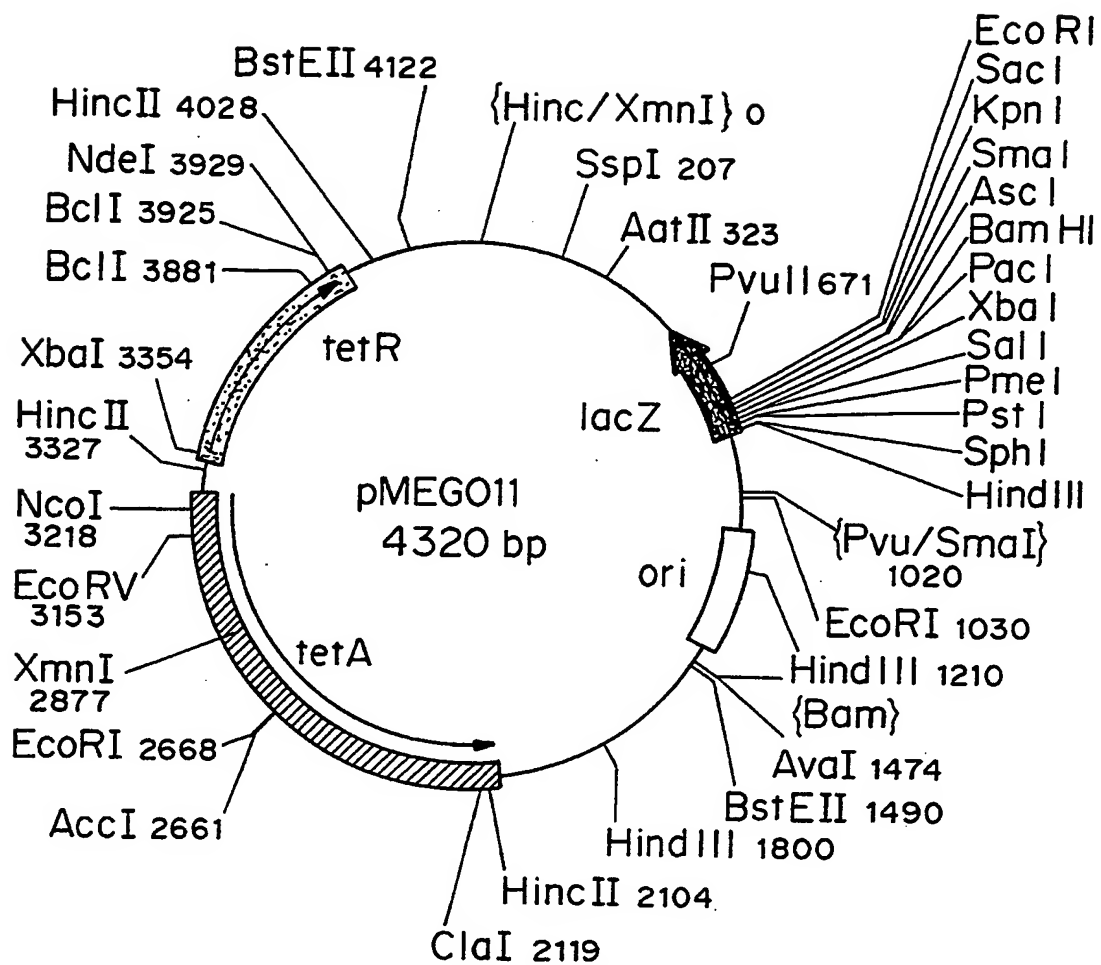 BstEII 4122
HincII 4028
NdeI 3929
BclI 3925
BclI 3881
XbaI 3354
HincII
3327
NcoI
3218
EcoRV
3153
XmnI
2877
EcoRI 2668
AccI 2661
{Hinc/XmnI} o
SspI 207
AatII 323
PvuII 671
EcoRI
SacI
KpnI
SmaI
AscI
BamHI
PacI
XbaI
SalI
PmeI
PstI
SphI
HindIII
tetR
lacZ
pMEG011
4320 bp
ori
tetA
{Pvu/SmaI}
1020
EcoRI 1030
HindIII 1210
{Bam}
AvaI 1474
BstEII 1490
HindIII 1800
HincII 2104
ClaI 2119